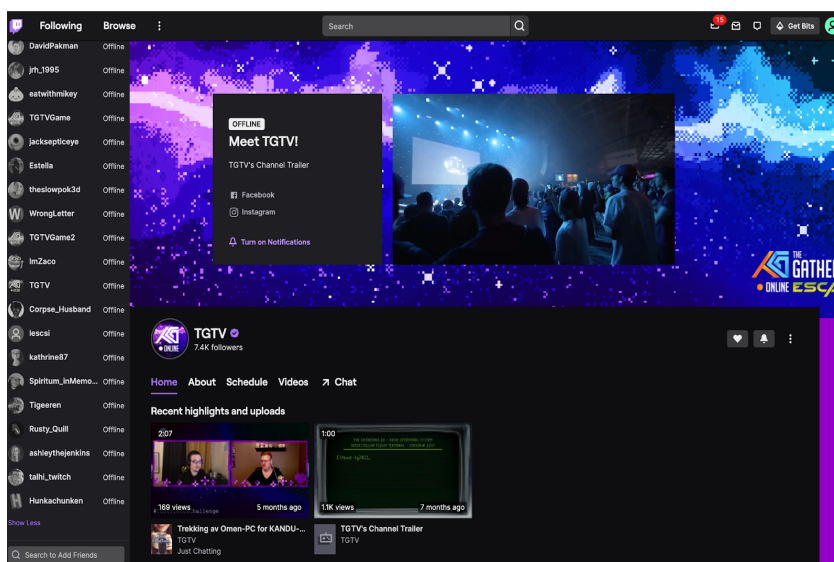 Following
Browse
Search
15
Get Bits
DavidPakman Offline
jrh_1995 Offline
eatwithmikey Offline
TGTVGame Offline
jacksepticeye Offline
Estella Offline
theslowpok3d Offline
WrongLetter Offline
TGTVGame2 Offline
ImZaco Offline
TGTV Offline
Corpse_Husband Offline
lescsi Offline
kathrine87 Offline
Spiritum_inMemo... Offline
Tigeeren Offline
Rusty_Quill Offline
ashleythejenkins Offline
talhi_twitch Offline
Hunkachunken Offline
Show Less
Search to Add Friends
OFFLINE
Meet TGTV!
TGTV's Channel Trailer
Facebook
Instagram
Turn on Notifications
THE
GATHER
ONLINE ESCA
ONLINE
TGTV
7.4K followers
Home About Schedule Videos Chat
Recent highlights and uploads
2:07
169 views
5 months ago
Trekking av Omen-PC for KANDU-...
TGTV
Just Chatting
1:00
1.1K views
7 months ago
TGTV's Channel Trailer
TGTV